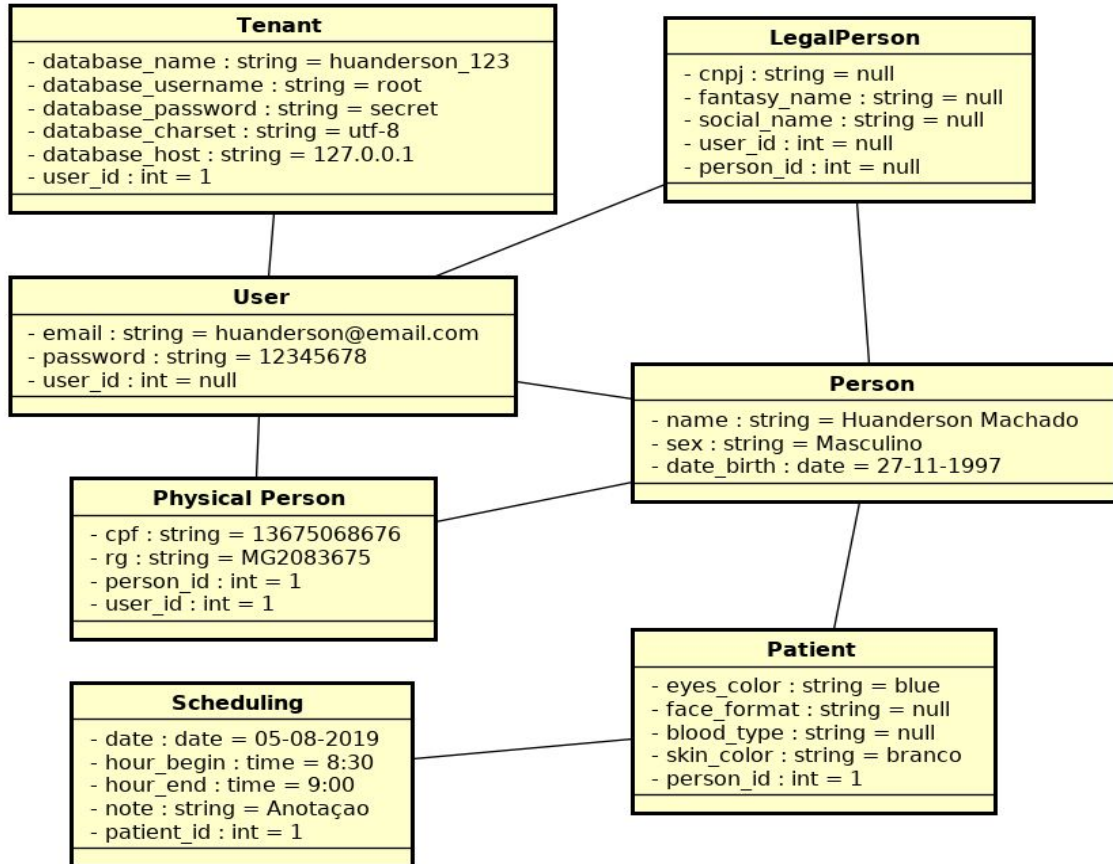 Tenant
- database_name : string = huanderson_123
- database_username : string = root
- database_password : string = secret
- database_charset : string = utf-8
- database_host : string = 127.0.0.1
- user_id : int = 1
LegalPerson
- cnpj : string = null
- fantasy_name : string = null
- social_name : string = null
- user_id : int = null
- person_id : int = null
User
- email : string = huanderson@email.com
- password : string = 12345678
- user_id : int = null
Person
- name : string = Huanderson Machado
- sex : string = Masculino
- date_birth : date = 27-11-1997
Physical Person
- cpf : string = 13675068676
- rg : string = MG2083675
- person_id : int = 1
- user_id : int = 1
Patient
- eyes_color : string = blue
- face_format : string = null
- blood_type : string = null
- skin_color : string = branco
- person_id : int = 1
Scheduling
- date : date = 05-08-2019
- hour_begin : time = 8:30
- hour_end : time = 9:00
- note : string = Anotaçao
- patient_id : int = 1